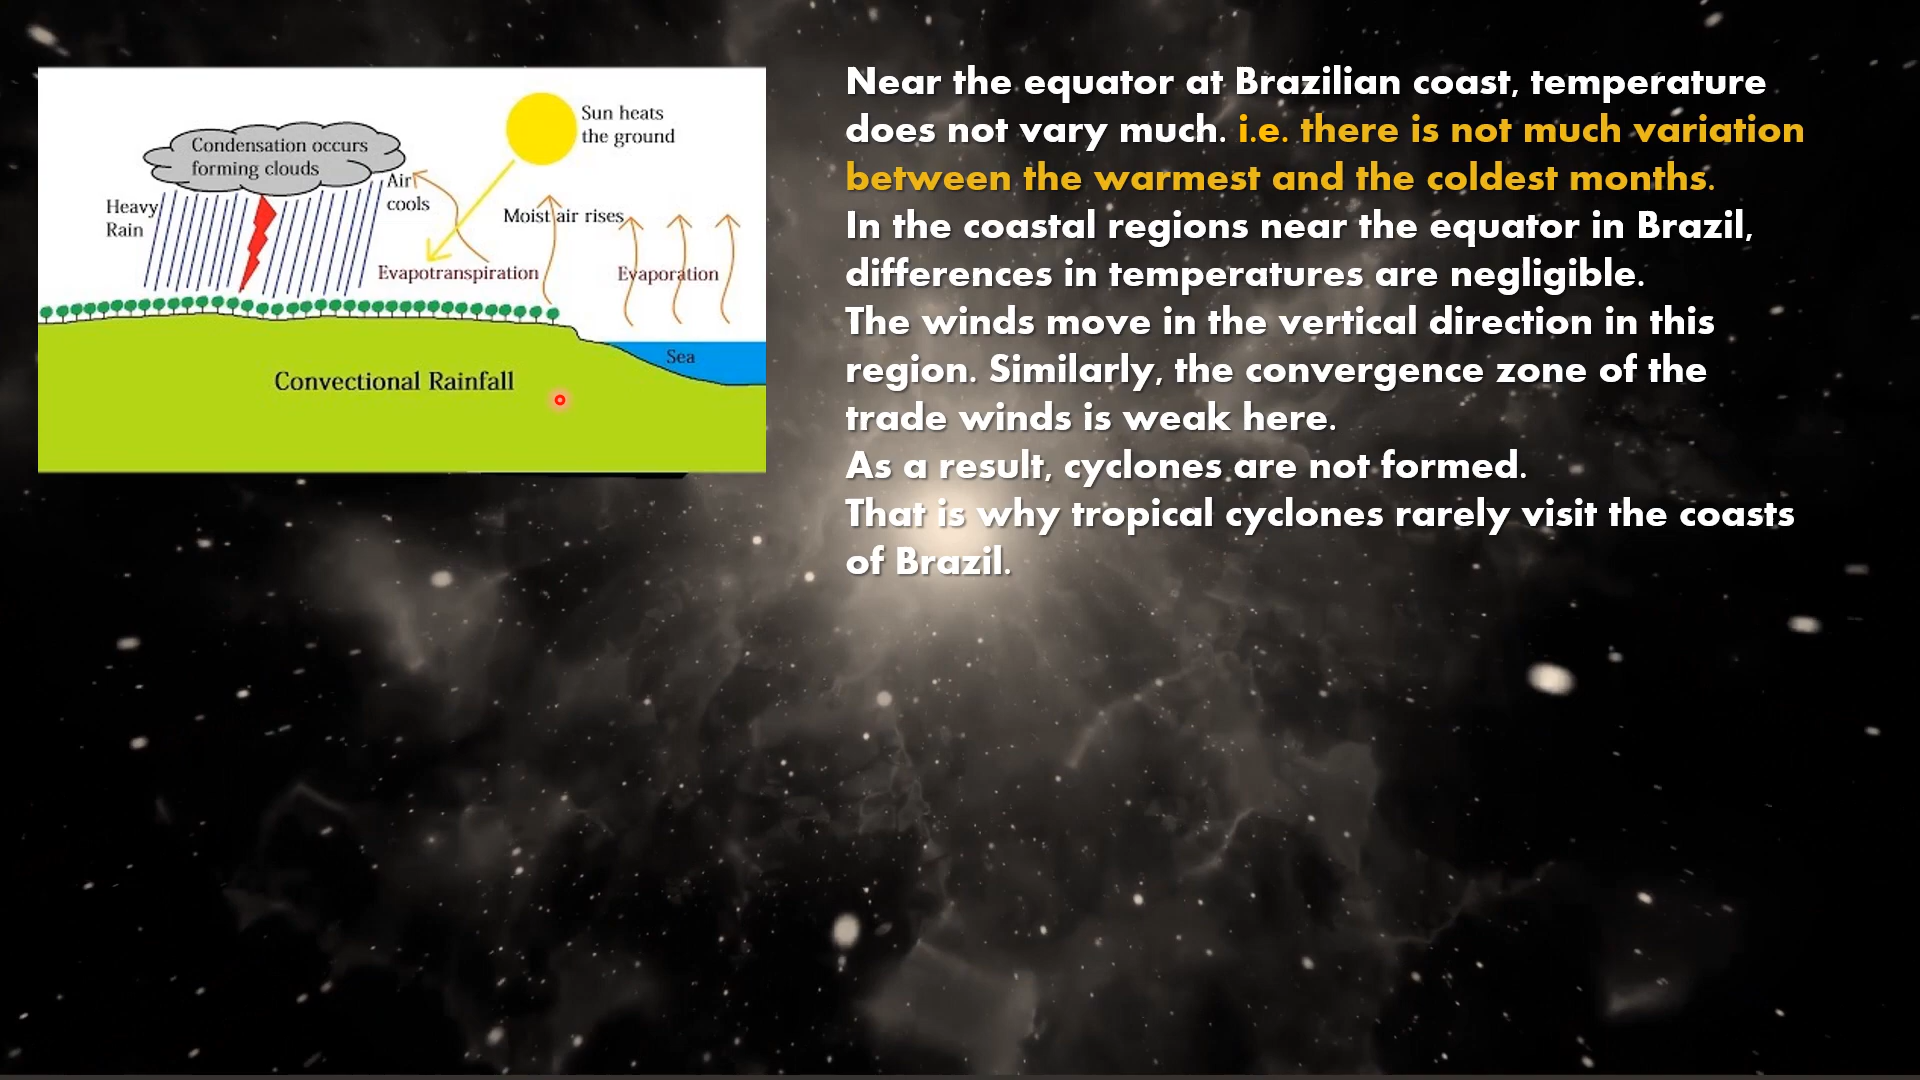 Condensation occurs
forming clouds
Sun heats
the ground
Air
cools
Heavy
Rain
Moist air rises
Evapotranspiration
Evaporation
Sea
Convectional Rainfall
Near the equator at Brazilian coast, temperature
does not vary much. i.e. there is not much variation
between the warmest and the coldest months.
In the coastal regions near the equator in Brazil,
differences in temperatures are negligible.
The winds move in the vertical direction in this
region. Similarly, the convergence zone of the
trade winds is weak here.
As a result, cyclones are not formed.
That is why tropical cyclones rarely visit the coasts
of Brazil.